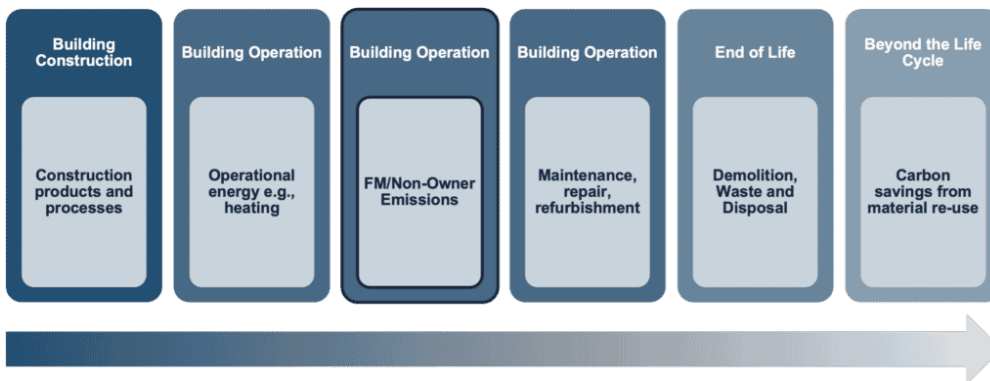 Building
Construction
Building Operation
Building Operation
Building Operation
End of Life
Beyond the Life
Cycle
Construction
products and
processes
Operational
energy e.g.,
heating
FM/Non-Owner
Emissions
Maintenance,
repair,
refurbishment
Demolition,
Waste and
Disposal
Carbon
savings from
material re-use